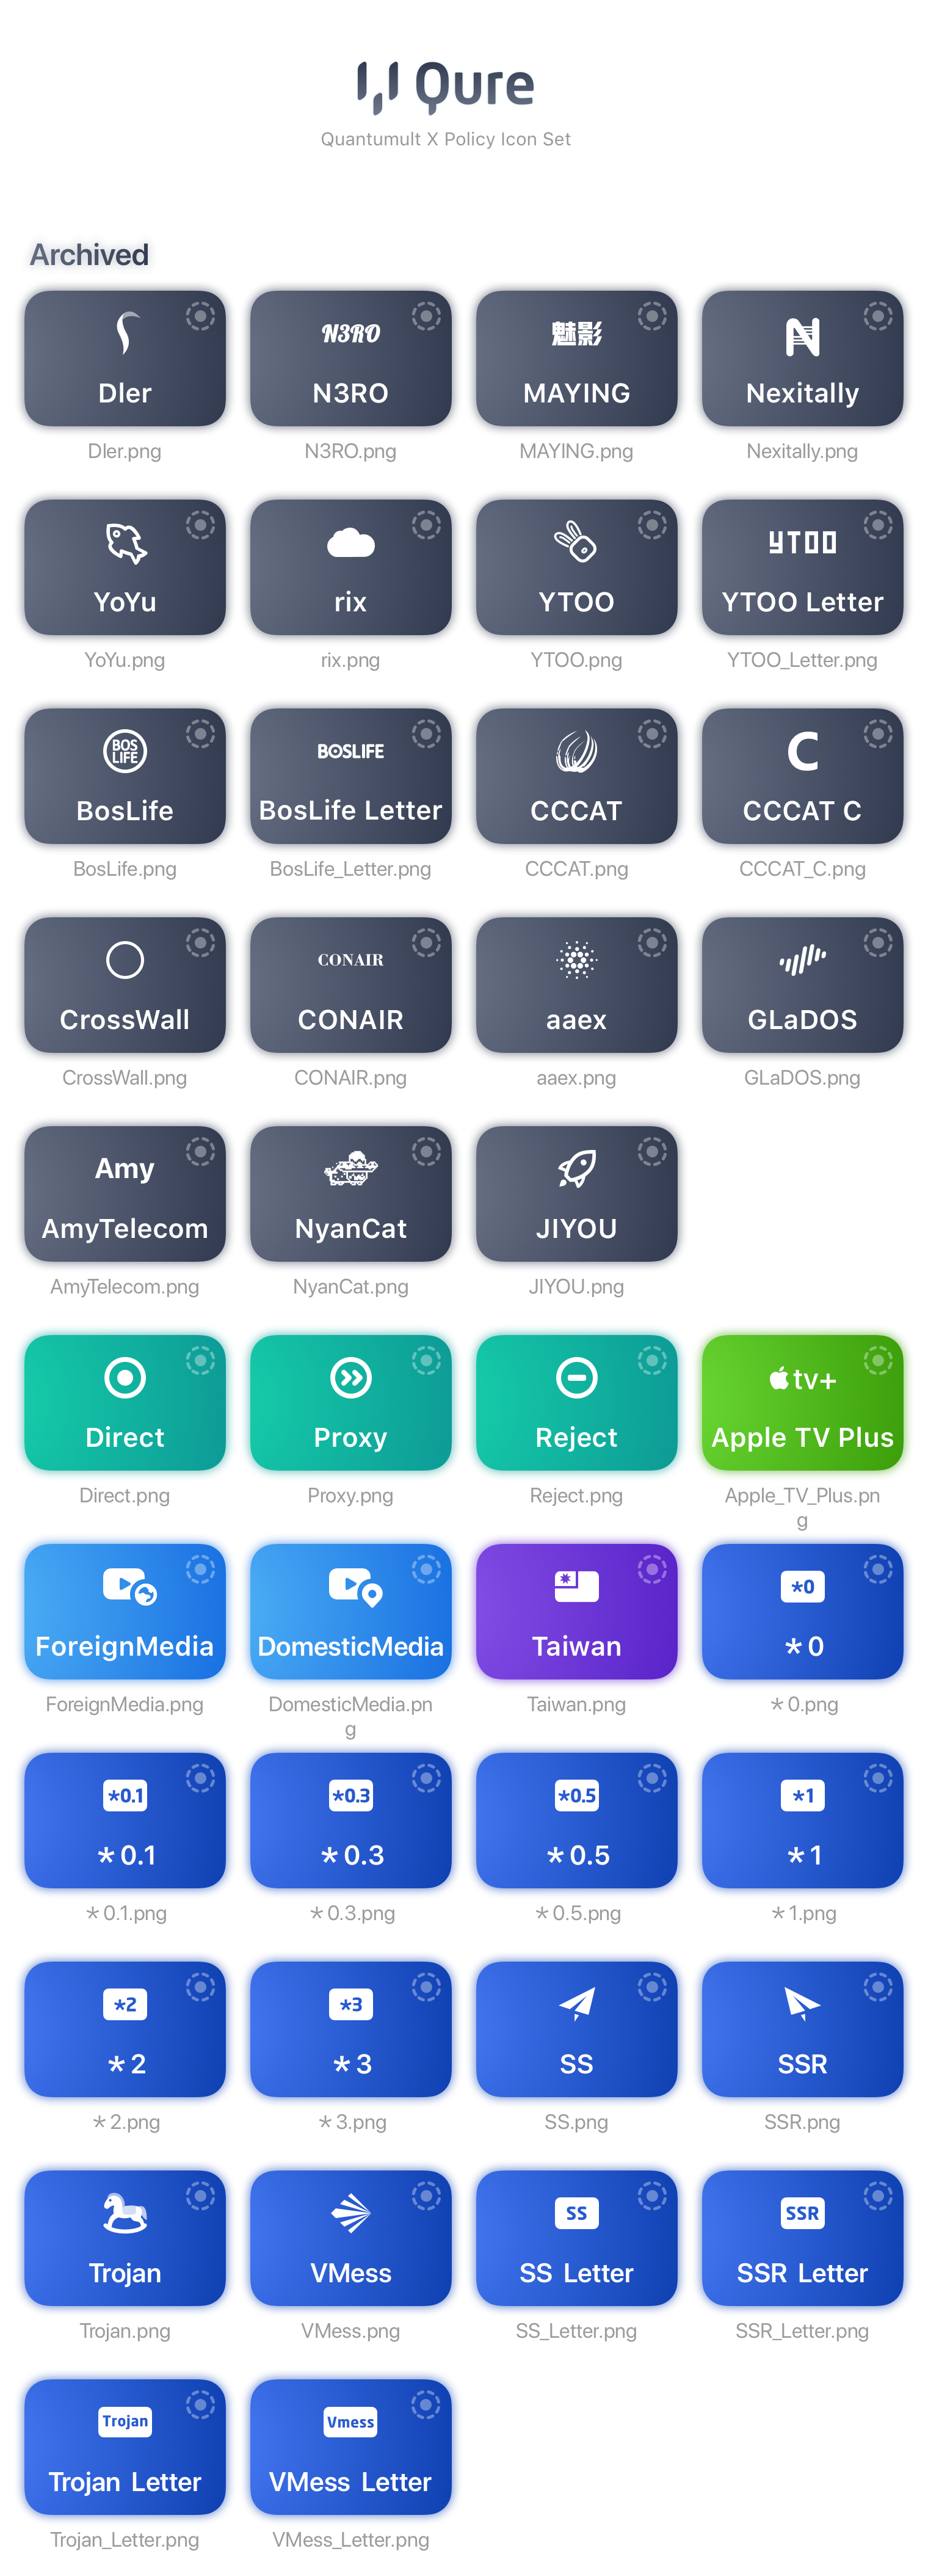 Qure
Quantumult X Policy Icon Set
Archived
N3RO 魅影 N
Dler N3RO MAYING Nexitally
Dler.png N3RO.png MAYING.png Nexitally.png
YTOO
YoYu rix YTOO YTOO Letter
YoYu.png rix.png YTOO.png YTOO_Letter.png
BOS
LIFE
BOSLIFE C
BosLife BosLife Letter CCCAT CCCAT C
BosLife.png BosLife_Letter.png CCCAT.png CCCAT_C.png
CONAIR
CrossWall CONAIR aaex GLaDOS
CrossWall.png CONAIR.png aaex.png GLaDOS.png
Amy
AmyTelecom NyanCat JIYOU
AmyTelecom.png NyanCat.png JIYOU.png
tv+
Direct Proxy Reject Apple TV Plus
Direct.png Proxy.png Reject.png Apple_TV_Plus.pn
g
*0
ForeignMedia DomesticMedia Taiwan *0
ForeignMedia.png DomesticMedia.pn Taiwan.png *0.png
g
*0.1 *0.3 *0.5 *1
*0.1 *0.3 *0.5 *1
*0.1.png *0.3.png *0.5.png *1.png
*2 *3
*2 *3 SS SSR
*2.png *3.png SS.png SSR.png
SS SSR
Trojan VMess SS Letter SSR Letter
Trojan.png VMess.png SS_Letter.png SSR_Letter.png
Trojan Vmess
Trojan Letter VMess Letter
Trojan_Letter.png VMess_Letter.png